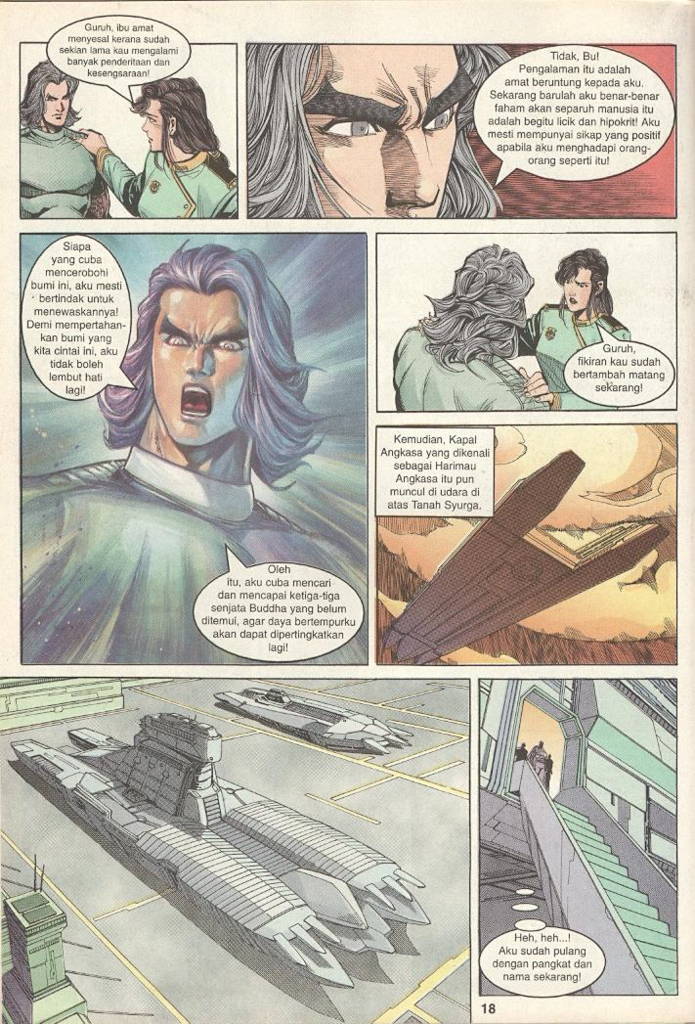 Guruh, ibu amat
menyesal kerana sudah
sekian lama kau mengalami
banyak penderitaan dan
kesengsaraan!
Tidak, Bu!
Pengalaman itu adalah
amat beruntung kepada aku.
Sekarang barulah aku benar-benar
faham akan separuh manusia itu
adalah begitu licik dan hipokrit! Aku
mesti mempunyai sikap yang positif
apabila aku menghadapi orang-
orang seperti itu!
Siapa
yang cuba
mencerobohi
bumi ini, aku mesti
bertindak untuk
menewaskannya!
Demi mempertahan-
kan bumi yang
kita cintai ini, aku
tidak boleh
lembut hati
lagi!
Oleh
itu, aku cuba mencari
dan mencapai ketiga-tiga
senjata Buddha yang belum
ditemui, agar daya bertempurku
akan dapat dipertingkatkan
lagi!
Guruh,
fikiran kau sudah
bertambah matang
sekarang!
Kemudian, Kapal
Angkasa yang dikenali
sebagai Harimau
Angkasa itu pun
muncul di udara di
atas Tanah Syurga.
Heh, heh...!
Aku sudah pulang
dengan pangkat dan
nama sekarang!
18